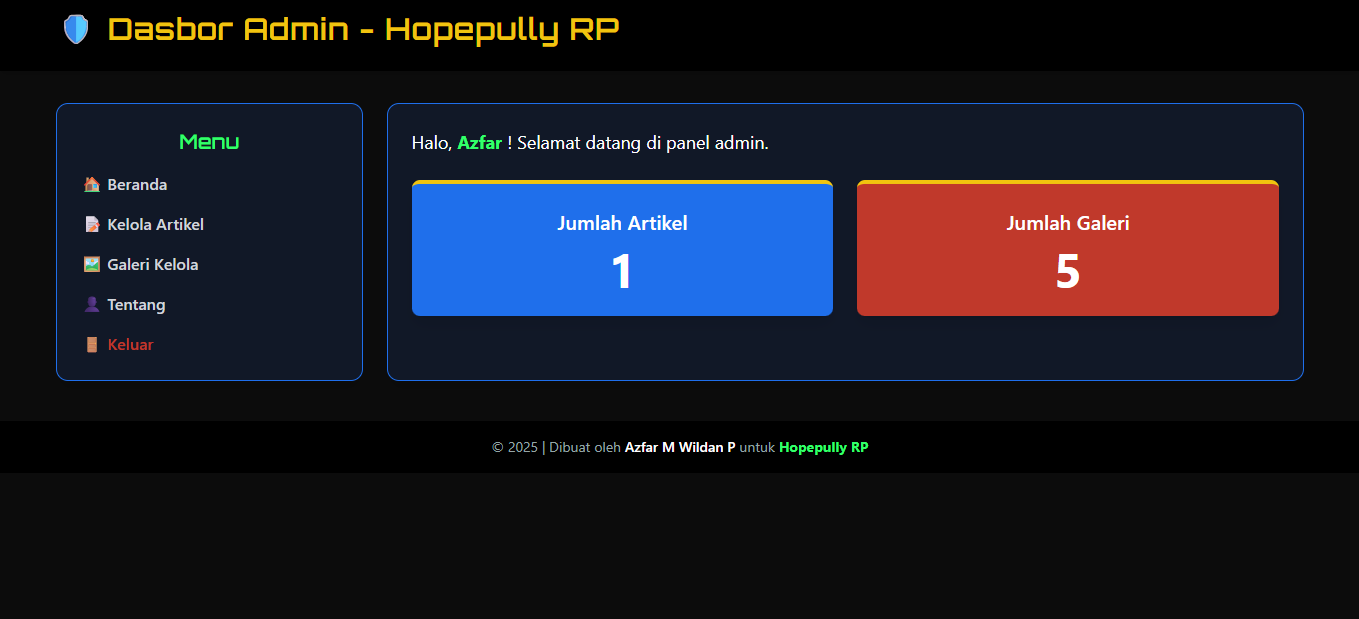 Dasbor Admin - Hopepully RP
Menu
Beranda
Kelola Artikel
Galeri Kelola
Tentang
Keluar
Halo, Azfar ! Selamat datang di panel admin.
Jumlah Artikel
1
Jumlah Galeri
5
© 2025 | Dibuat oleh Azfar M Wildan P untuk Hopepully RP